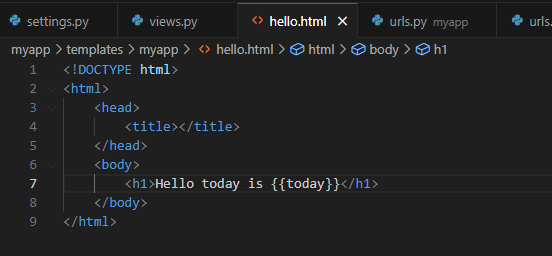 settings.py views.py <> hello.html × urls.py myapp urls.
myapp > templates > myapp > <> hello.html > html > body > h1
1 <!DOCTYPE html>
2 <html>
3 <head>
4 <title></title>
5 </head>
6 <body>
7 <h1>Hello today is {{today}}</h1>
8 </body>
9 </html>